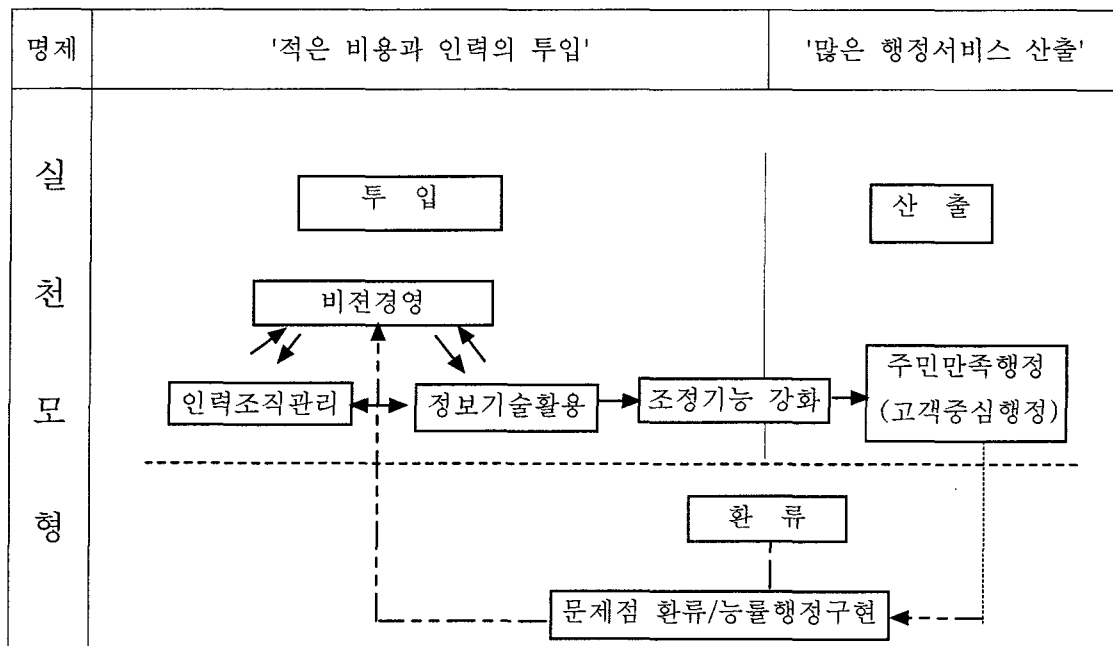 명제
'적은 비용과 인력의 투입'
'많은 행정서비스 산출'
실
천
모
형
투 입
산 출
비젼경영
인력조직관리
정보기술활용
조정기능 강화
주민만족행정
(고객중심행정)
환 류
문제점 환류/능률행정구현